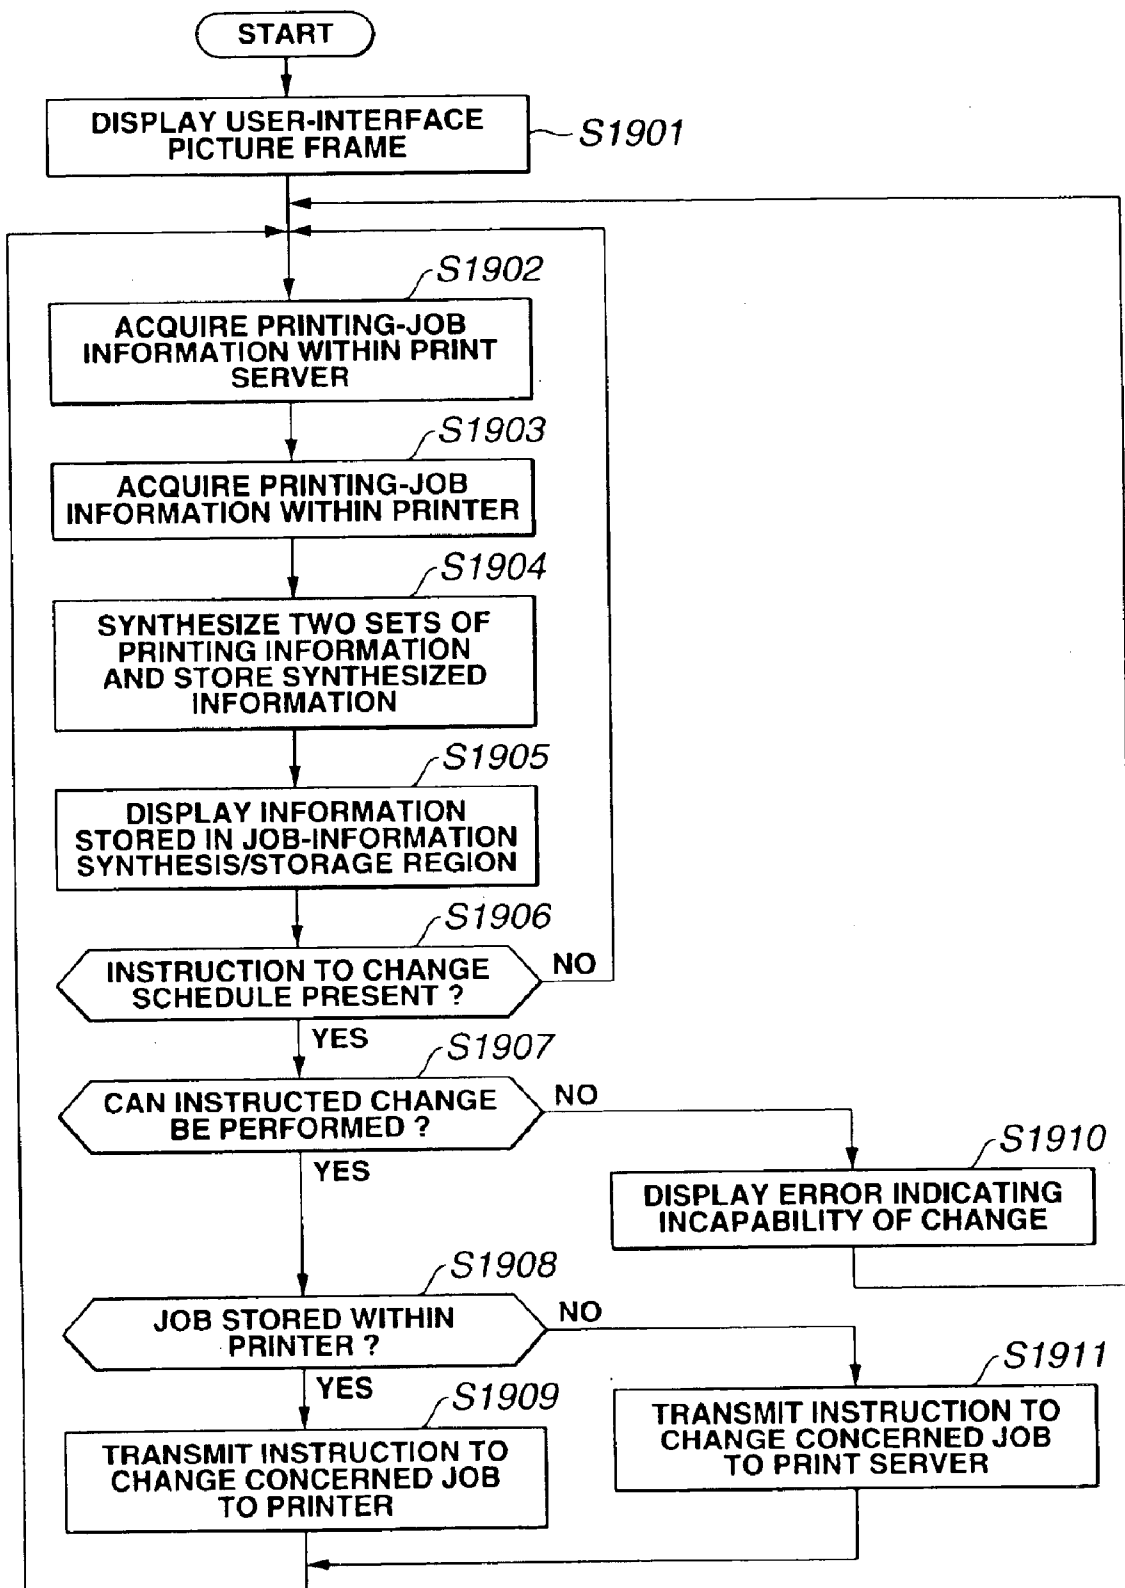 START
DISPLAY USER-INTERFACE
PICTURE FRAME
S1901
S1902
ACQUIRE PRINTING-JOB
INFORMATION WITHIN PRINT
SERVER
S1903
ACQUIRE PRINTING-JOB
INFORMATION WITHIN PRINTER
S1904
SYNTHESIZE TWO SETS OF
PRINTING INFORMATION
AND STORE SYNTHESIZED
INFORMATION
S1905
DISPLAY INFORMATION
STORED IN JOB-INFORMATION
SYNTHESIS/STORAGE REGION
S1906
INSTRUCTION TO CHANGE
SCHEDULE PRESENT ?
NO
YES
S1907
CAN INSTRUCTED CHANGE
BE PERFORMED ?
NO
YES
S1910
DISPLAY ERROR INDICATING
INCAPABILITY OF CHANGE
S1908
JOB STORED WITHIN
PRINTER ?
NO
YES
S1909
TRANSMIT INSTRUCTION TO
CHANGE CONCERNED JOB
TO PRINTER
S1911
TRANSMIT INSTRUCTION TO
CHANGE CONCERNED JOB
TO PRINT SERVER